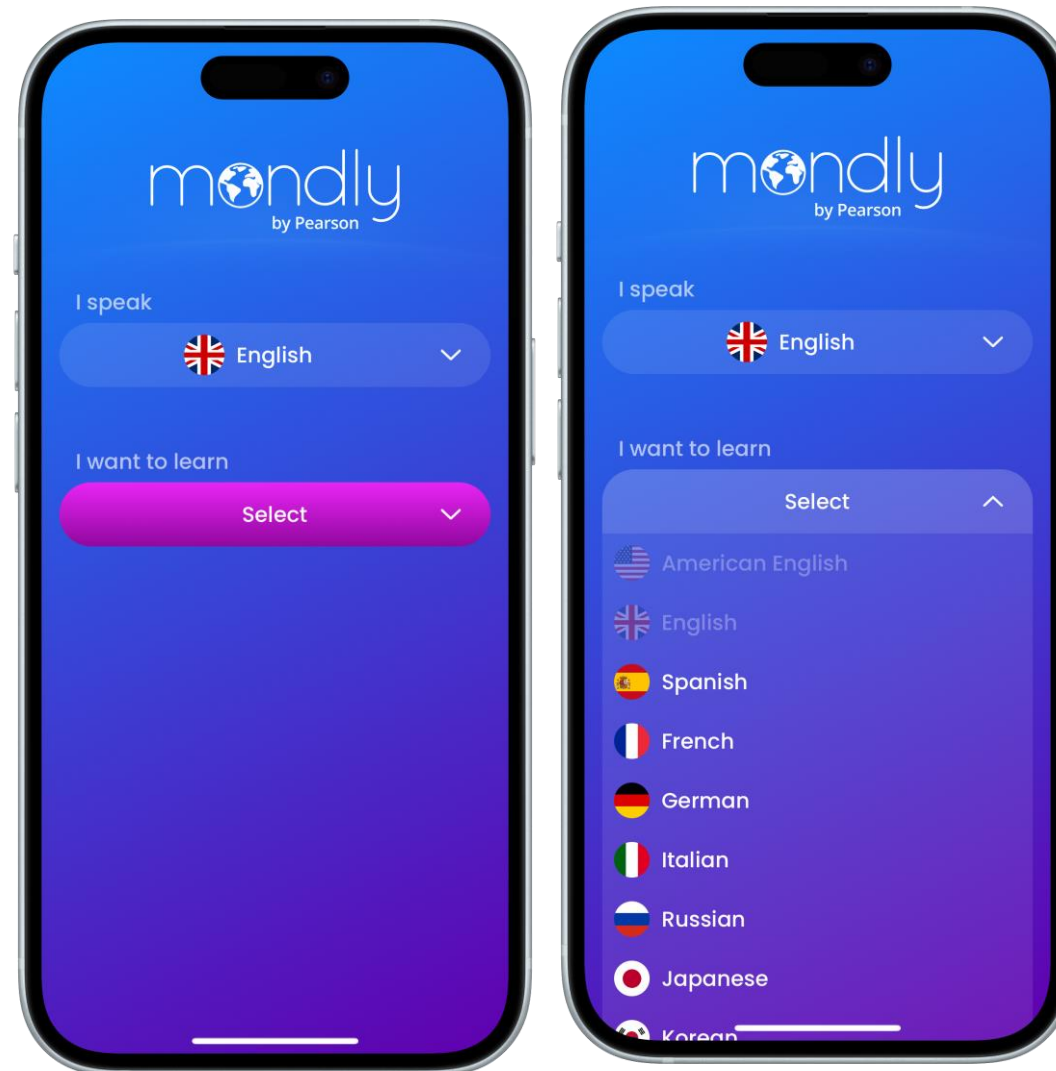 mondly
by Pearson
I speak
English
I want to learn
Select
mondly
by Pearson
I speak
English
I want to learn
Select
American English
English
Spanish
French
German
Italian
Russian
Japanese
Korean